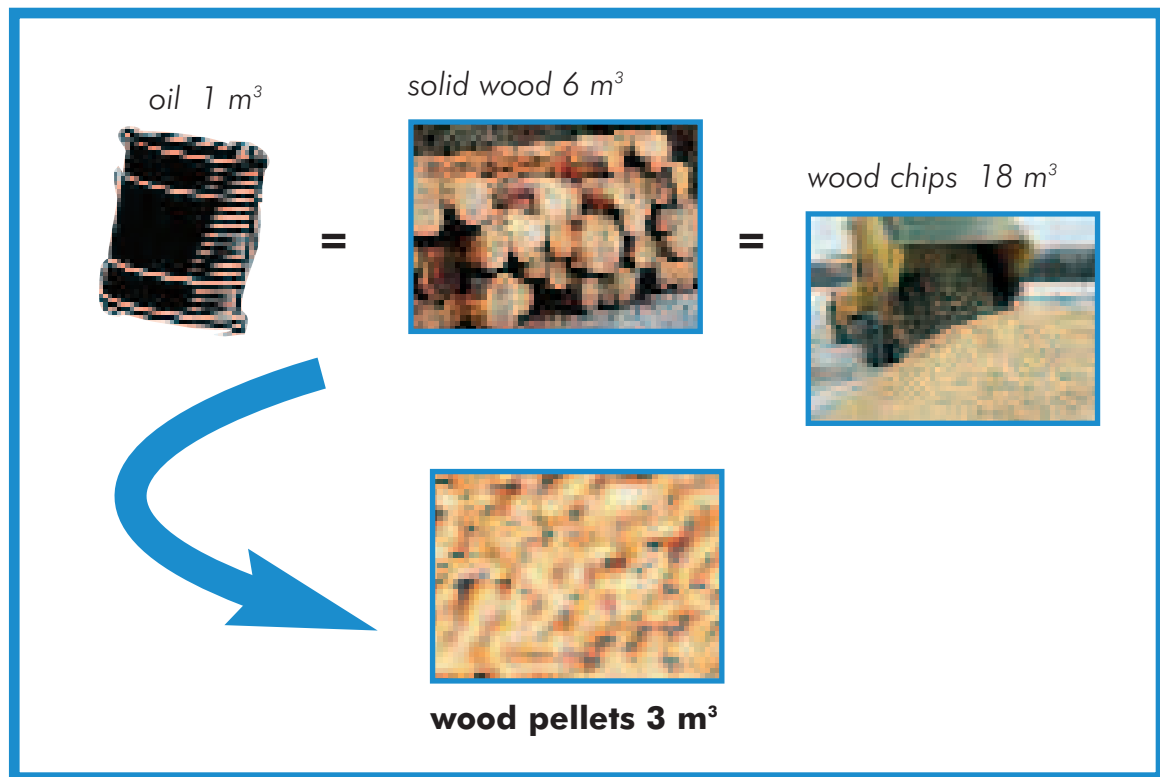 oil 1 m³
solid wood 6 m³
wood chips 18 m³
=
=
wood pellets 3 m³